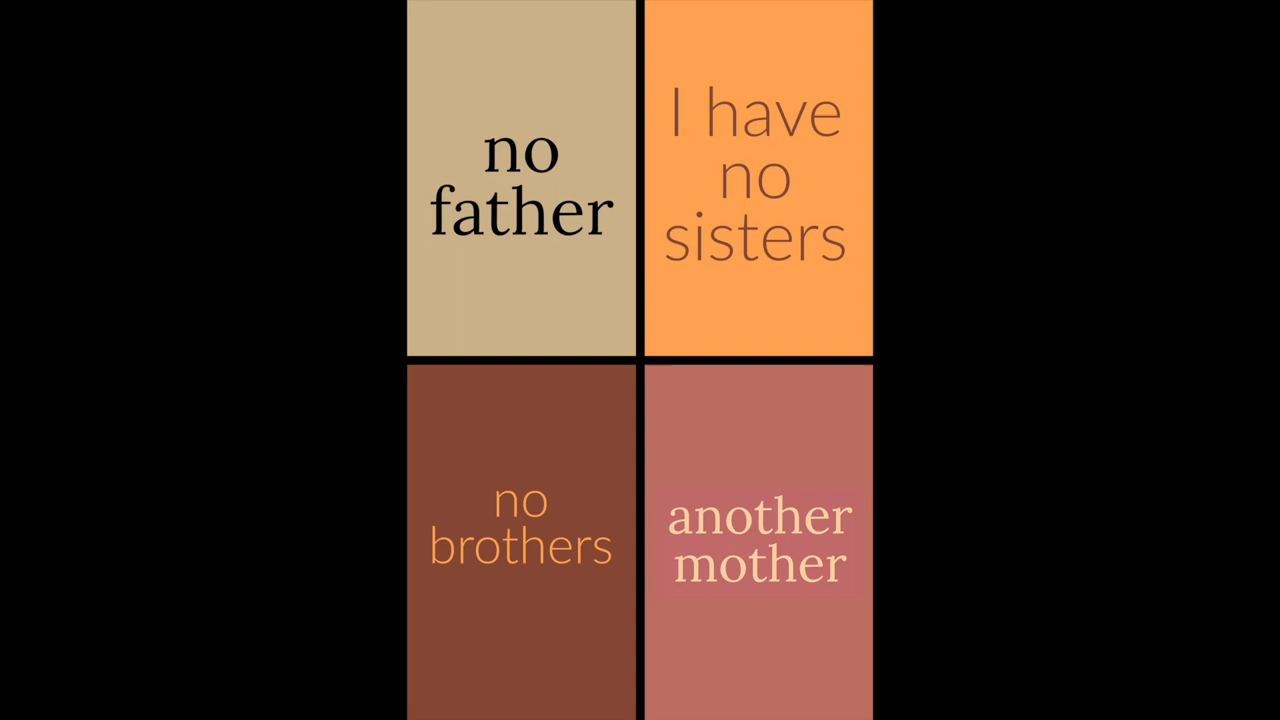 no
father
I have
no
sisters
no
brothers
another
mother